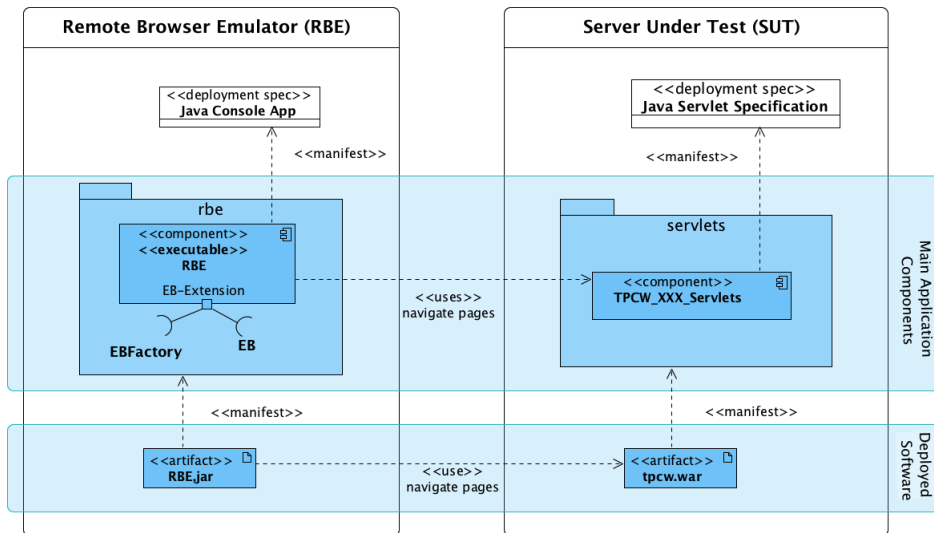 Remote Browser Emulator (RBE)
Server Under Test (SUT)
<<deployment spec>>
Java Console App
<<deployment spec>>
Java Servlet Specification
<<manifest>>
<<manifest>>
rbe
servlets
<<component>>
<<executable>>
RBE
EB-Extension
EBFactory
EB
<<uses>>
navigate pages
<<component>>
TPCW_XXX_Servlets
Main Application
Components
<<manifest>>
<<manifest>>
<<artifact>>
RBE.jar
<<use>>
navigate pages
<<artifact>>
tpcw.war
Deployed
Software